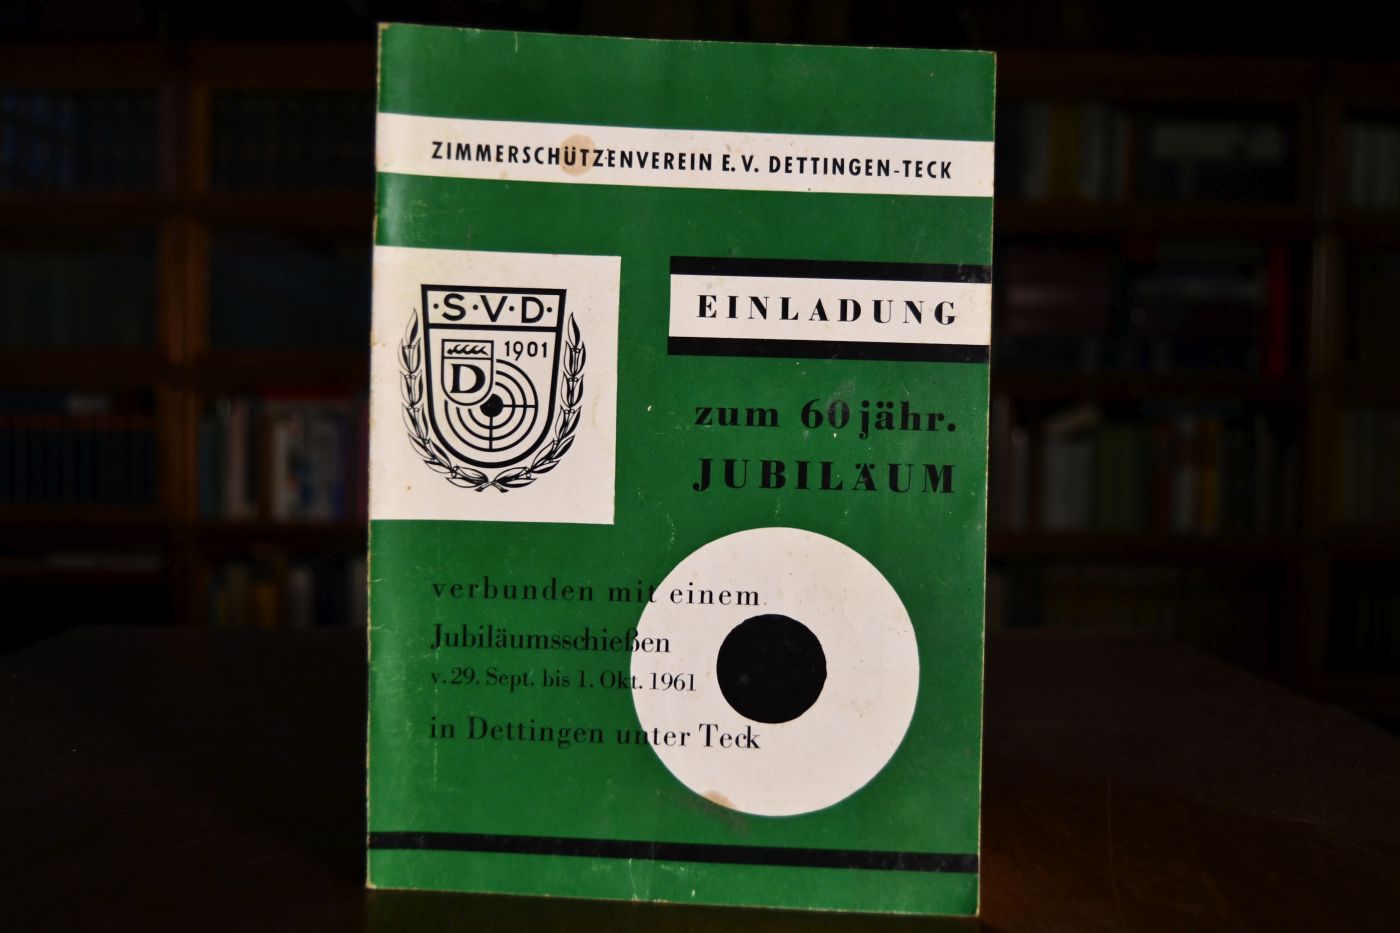 ZIMMERSCHÜTZENVEREIN E.V. DETTINGEN-TECK
·S·V·D·
1901
D
EINLADUNG
zum 60jähr.
JUBILÄUM
verbunden mit einem
Jubiläumsschießen
v. 29. Sept. bis 1. Okt. 1961
in Dettingen unter Teck